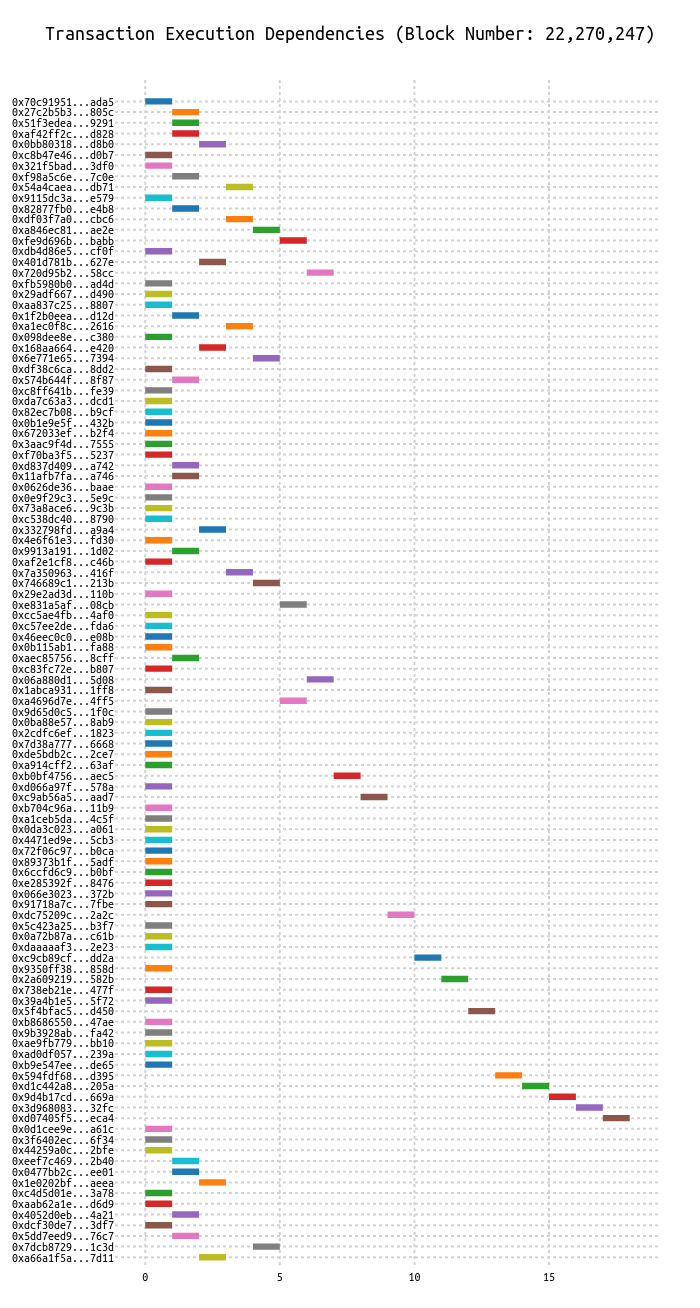 Transaction Execution Dependencies (Block Number: 22,270,247)
0x70c91951...ada5
0x27c2b5b3...805c
0x51f3edea...9291
0xaf42ff2c...d828
0x0bb80318...d8b0
0xc8b47e46...d0b7
0x321f5bad...3df0
0xf98a5c6e...7c0e
0x54a4caea...db71
0x9115dc3a...e579
0x82877fb0...e4b8
0xdf03f7a0...cbc6
0xa846ec81...ae2e
0xfe9d696b...babb
0xdb4d86e5...cf0f
0x401d781b...627e
0x720d95b2...58cc
0xfb5980b0...ad4d
0x29adf667...d490
0xaa837c25...8807
0x1f2b0eea...d12d
0xa1ec0f8c...2616
0x098dee8e...c380
0x168aa664...e420
0x6e771e65...7394
0xdf38c6ca...8dd2
0x574b644f...8f87
0xc8ff641b...fe39
0xda7c63a3...dcd1
0x82ec7b08...b9cf
0x0b1e9e5f...432b
0x672033ef...b2f4
0x3aac9f4d...7555
0xf70ba3f5...5237
0xd837d409...a742
0x11afb7fa...a746
0x0626de36...baae
0x0e9f29c3...5e9c
0x73a8ace6...9c3b
0xc538dc40...8790
0x332798fd...a9a4
0x4e6f61e3...fd30
0x9913a191...1d02
0xaf2e1cf8...c46b
0x7a350963...416f
0x746689c1...213b
0x29e2ad3d...110b
0xe831a5af...08cb
0xcc5ae4fb...4af0
0xc57ee2de...fda6
0x46eec0c0...e08b
0x0b115ab1...fa88
0xaec85756...8cff
0xc83fc72e...b807
0x06a880d1...5d08
0x1abca931...1ff8
0xa4696d7e...4ff5
0x9d65d0c5...1f0c
0x0ba88e57...8ab9
0x2cdfc6ef...1823
0x7d38a777...6668
0xde5bdb2c...2ce7
0xa914cff2...63af
0xb0bf4756...aec5
0xd066a97f...578a
0xc9ab56a5...aad7
0xb704c96a...11b9
0xa1ceb5da...4c5f
0x0da3c023...a061
0x4471ed9e...5cb3
0x72f06c97...b0ca
0x89373b1f...5adf
0x6ccfd6c9...b0bf
0xe285392f...8476
0x066e3023...372b
0x91718a7c...7fbe
0xdc75209c...2a2c
0x5c423a25...b3f7
0x0a72b87a...c61b
0xdaaaaaf3...2e23
0xc9cb89cf...dd2a
0x9350ff38...858d
0x2a609219...582b
0x738eb21e...477f
0x39a4b1e5...5f72
0x5f4bfac5...d450
0xb8686550...47ae
0x9b3928ab...fa42
0xae9fb779...bb10
0xad0df057...239a
0xb9e547ee...de65
0x594fdf68...d395
0xd1c442a8...205a
0x9d4b17cd...669a
0x3d968083...32fc
0xd07405f5...eca4
0x0d1cee9e...a61c
0x3f6402ec...6f34
0x44259a0c...2bfe
0xeef7c469...2b40
0x0477bb2c...ee01
0x1e0202bf...aeea
0xc4d5d01e...3a78
0xaab62a1e...d6d9
0x4052d0eb...4a21
0xdcf30de7...3df7
0x5dd7eed9...76c7
0x7dcb8729...1c3d
0xa66a1f5a...7d11
0 5 10 15